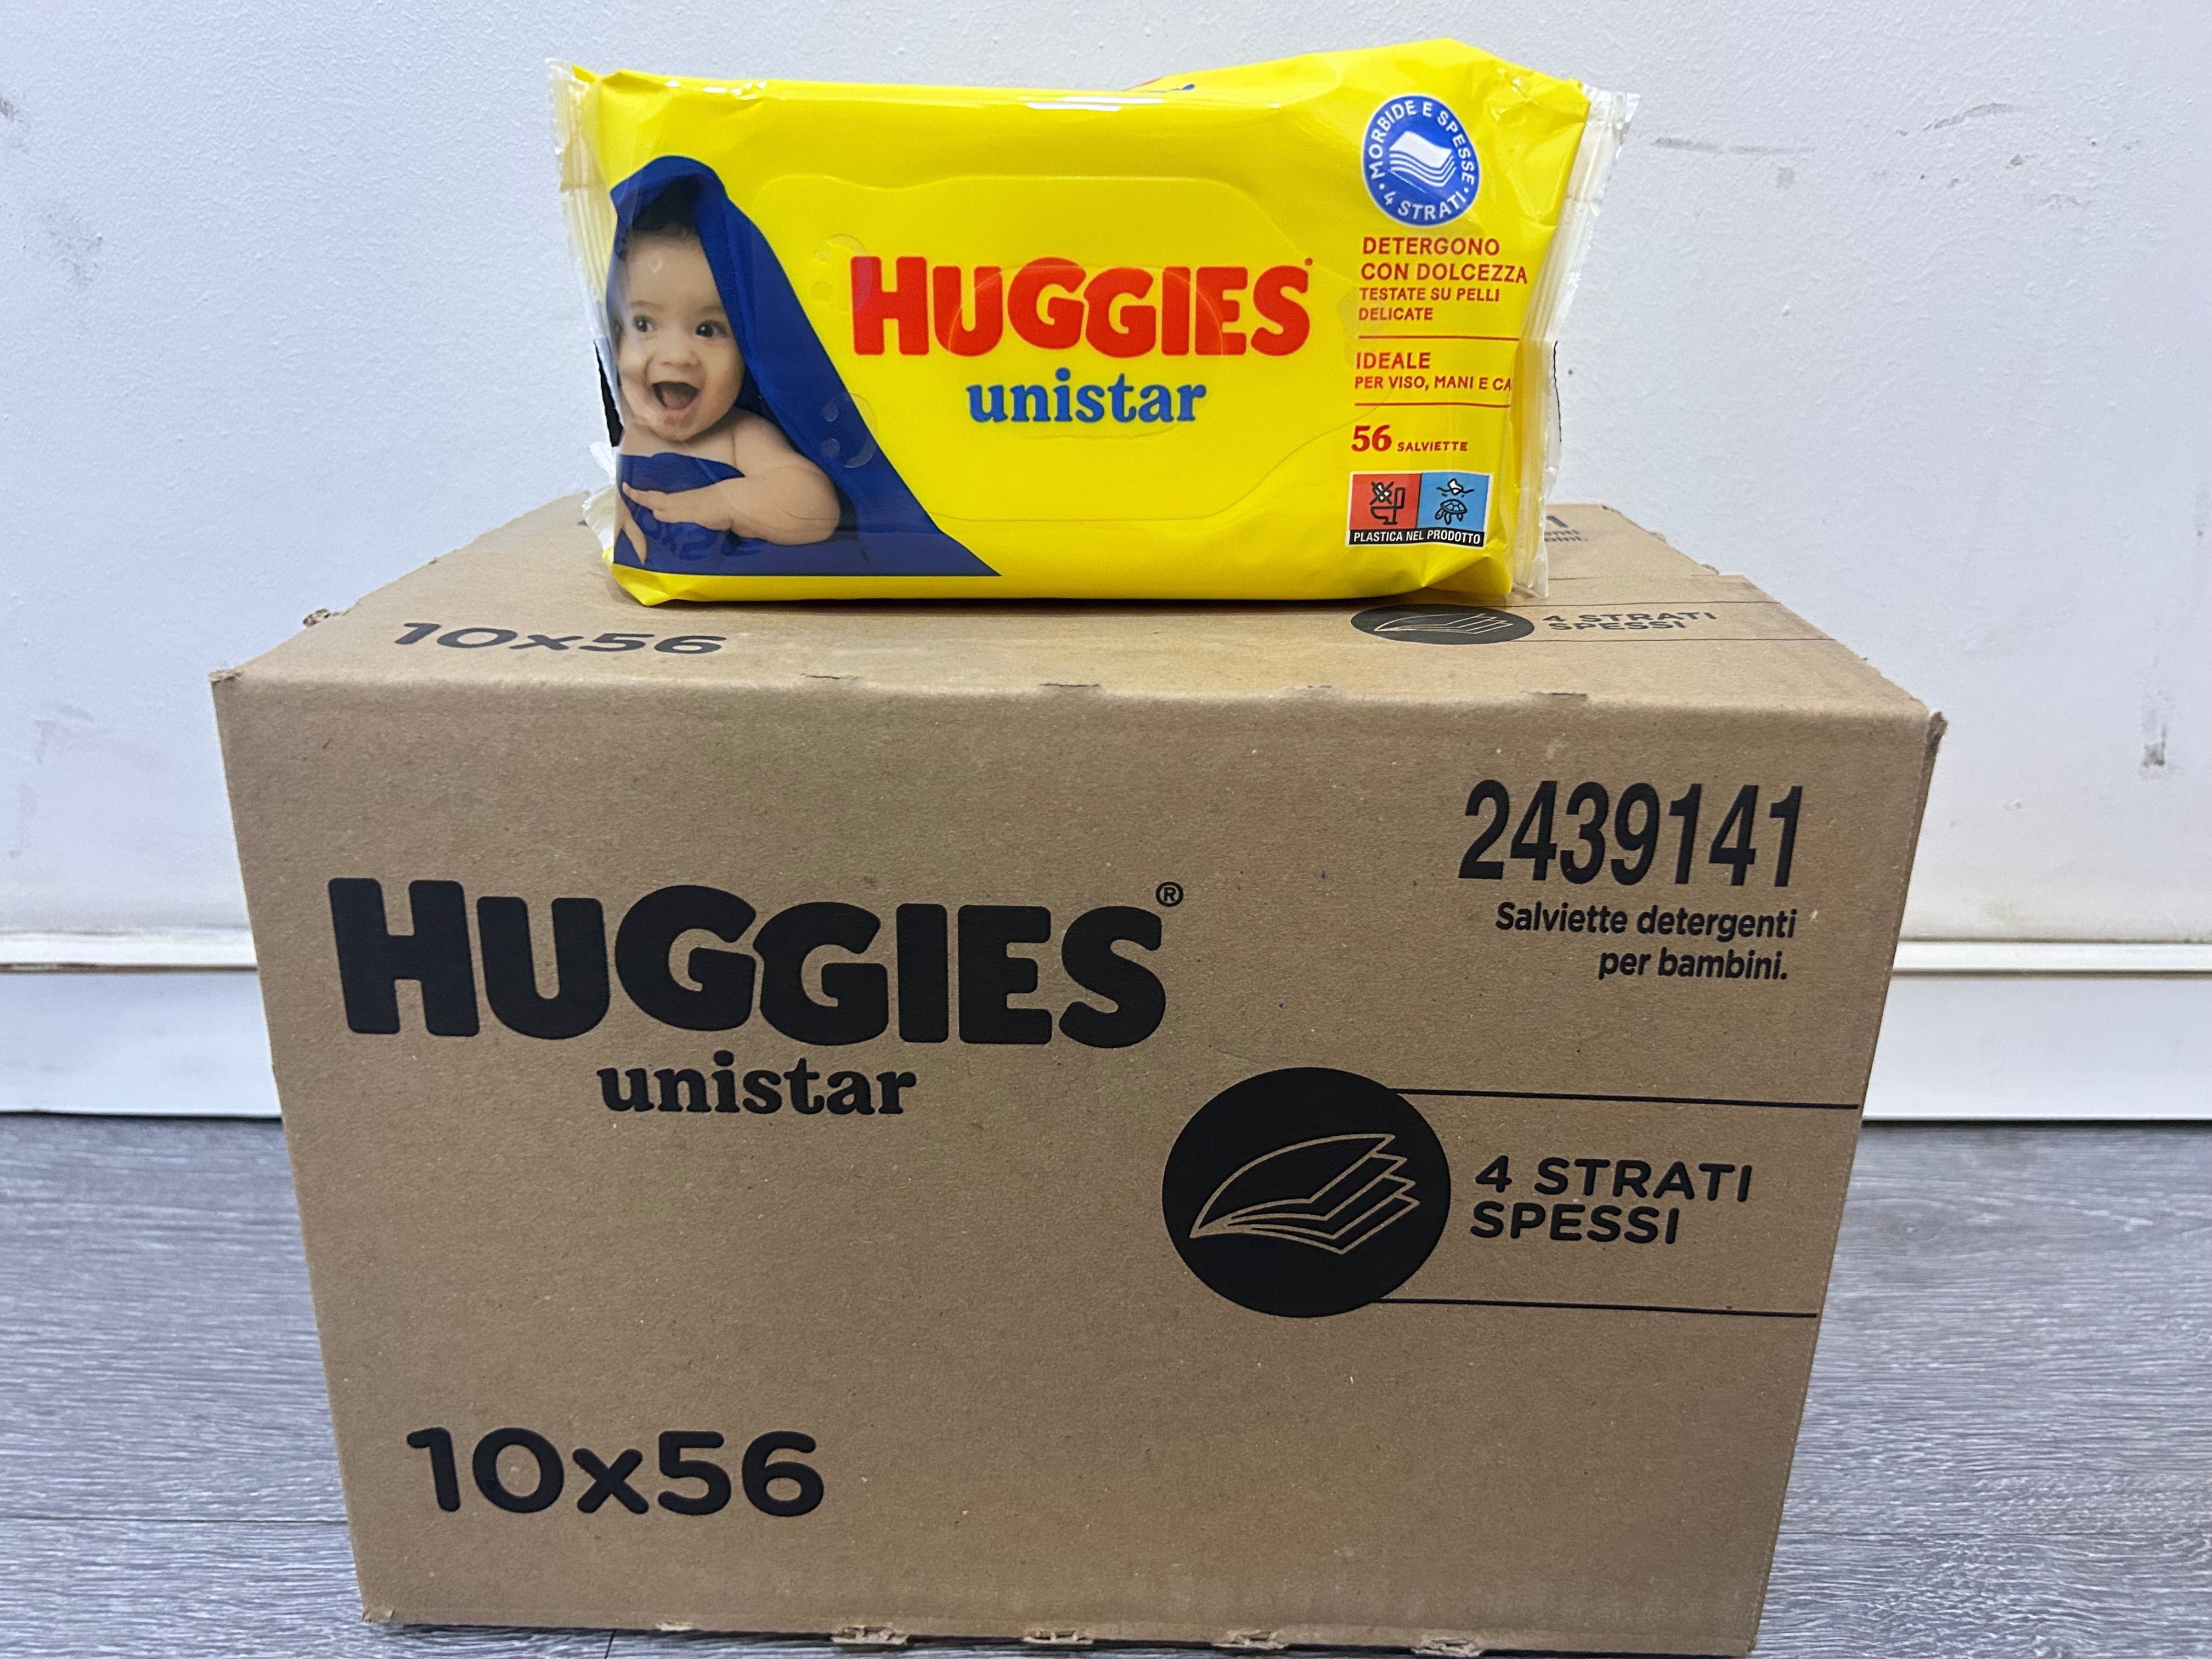 MORBIDE E SPESSE • 4 STRATI •
HUGGIES
unistar
DETERGONO
CON DOLCEZZA
TESTATE SU PELLI
DELICATE
IDEALE
PER VISO, MANI E CA
56 SALVIETTE
PLASTICA NEL PRODOTTO
10x56
4 STRATI
SPESSI
2439141
Salviette detergenti
per bambini.
HUGGIES®
unistar
4 STRATI
SPESSI
10x56